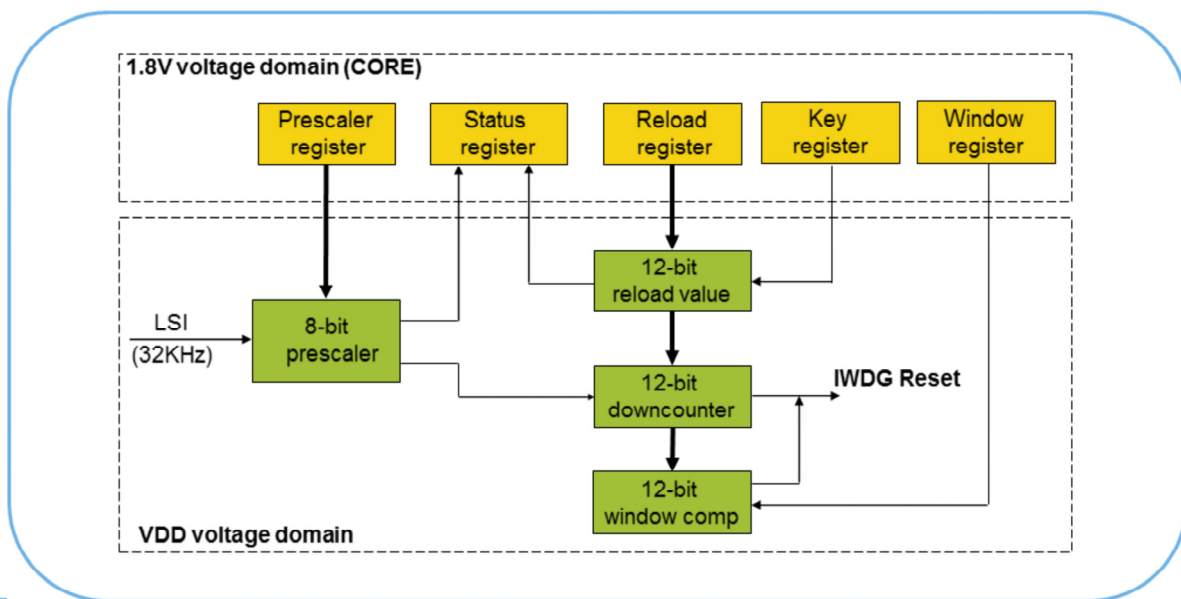 1.8V voltage domain (CORE)
Prescaler
register
Status
register
Reload
register
Key
register
Window
register
12-bit
reload value
LSI
(32KHz)
8-bit
prescaler
12-bit
downcounter
IWDG Reset
12-bit
window comp
VDD voltage domain